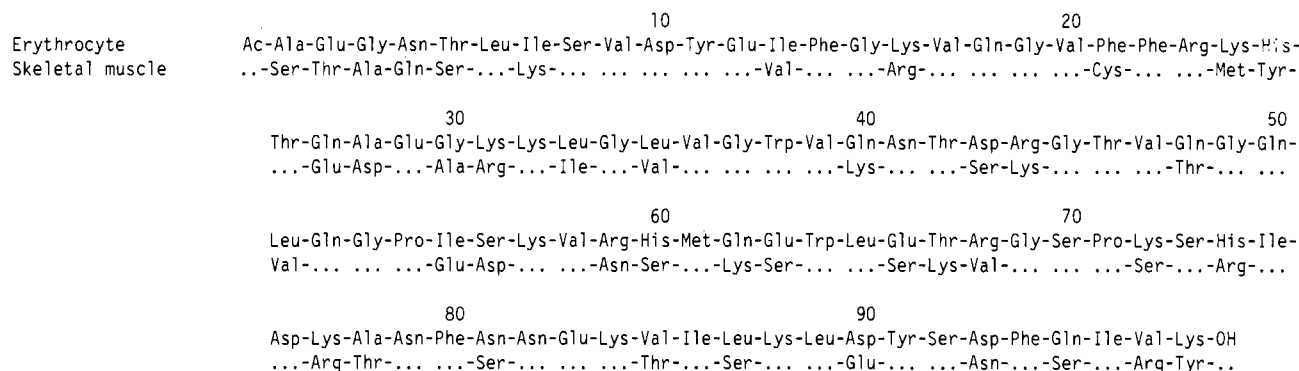 10 20
Erythrocyte Ac-Ala-Glu-Gly-Asn-Thr-Leu-Ile-Ser-Val-Asp-Tyr-Glu-Ile-Phe-Gly-Lys-Val-Gln-Gly-Val-Phe-Phe-Arg-Lys-His-
Skeletal muscle ..-Ser-Thr-Ala-Gln-Ser-...-Lys-... ... ... ... ...-Val-... ...-Arg-... ... ... ...-Cys-... ...-Met-Tyr-
30 40 50
Thr-Gln-Ala-Glu-Gly-Lys-Lys-Leu-Gly-Leu-Val-Gly-Trp-Val-Gln-Asn-Thr-Asp-Arg-Gly-Thr-Val-Gln-Gly-Gln-
...-Glu-Asp-...-Ala-Arg-...-Ile-...-Val-... ... ... ...-Lys-... ...-Ser-Lys-... ... ...-Thr-... ...
60 70
Leu-Gln-Gly-Pro-Ile-Ser-Lys-Val-Arg-His-Met-Gln-Glu-Trp-Leu-Glu-Thr-Arg-Gly-Ser-Pro-Lys-Ser-His-Ile-
Val-... ... ...-Glu-Asp-... ...-Asn-Ser-...-Lys-Ser-... ...-Ser-Lys-Val-... ... ...-Ser-...-Arg-...
80 90
Asp-Lys-Ala-Asn-Phe-Asn-Asn-Glu-Lys-Val-Ile-Leu-Lys-Leu-Asp-Tyr-Ser-Asp-Phe-Gln-Ile-Val-Lys-OH
...-Arg-Thr-... ...-Ser-... ... ...-Thr-...-Ser-... ...-Glu-... ...-Asn-...-Ser-...-Arg-Tyr-..